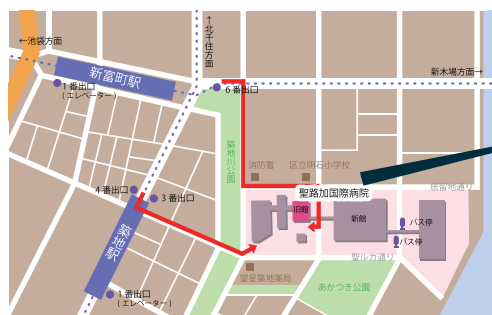 ←池袋方面
←北千住方面
新富町駅
1番出口
(エレベーター)
6番出口
新木場方面→
築地川公園
消防署
区立明石小学校
居留地通り
聖路加国際病院
4番出口
3番出口
旧館
新館
バス停
バス停
築地駅
聖ルカ通り
望星築地薬局
あかつき公園
1番出口
(エレベーター)